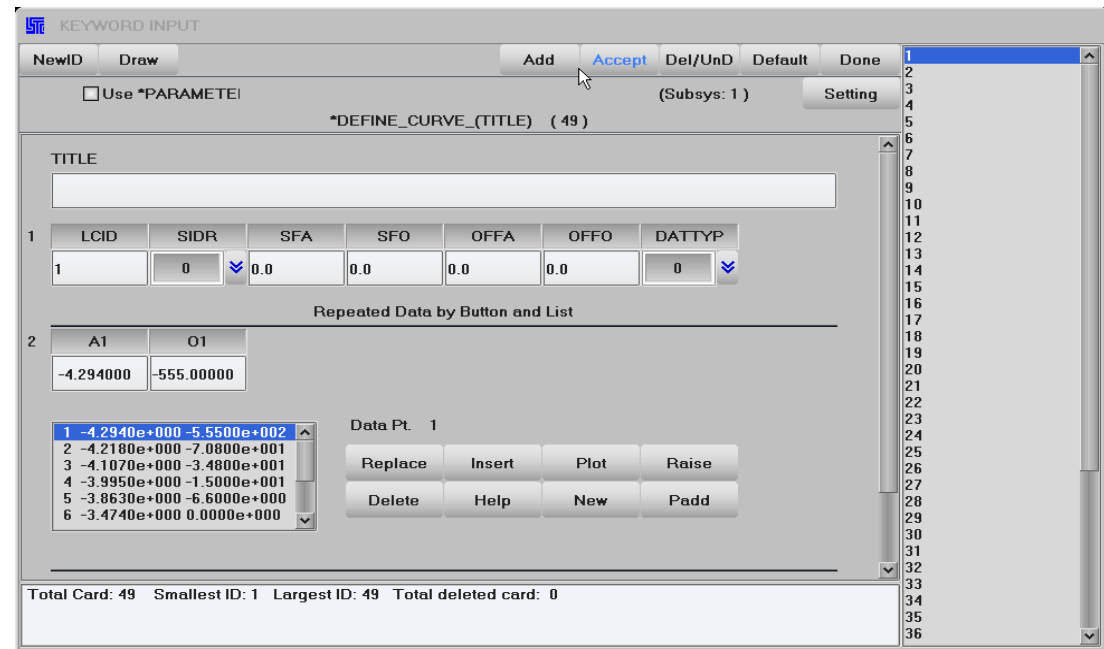 KEYWORD INPUT
NewID Draw Add Accept Del/UnD Default Done
Use *PARAMETEI (Subsys: 1 ) Setting
*DEFINE_CURVE_(TITLE) ( 49 )
TITLE
1 LCID SIDR SFA SFO OFFA OFFO DATTYP
1 0 0.0 0.0 0.0 0.0 0
Repeated Data by Button and List
2 A1 O1
-4.294000 -555.00000
1 -4.2940e+000 -5.5500e+002
2 -4.2180e+000 -7.0800e+001
3 -4.1070e+000 -3.4800e+001
4 -3.9950e+000 -1.5000e+001
5 -3.8630e+000 -6.6000e+000
6 -3.4740e+000 0.0000e+000
Data Pt. 1
Replace Insert Plot Raise
Delete Help New Padd
Total Card: 49 Smallest ID: 1 Largest ID: 49 Total deleted card: 0
1
2
3
4
5
6
7
8
9
10
11
12
13
14
15
16
17
18
19
20
21
22
23
24
25
26
27
28
29
30
31
32
33
34
35
36